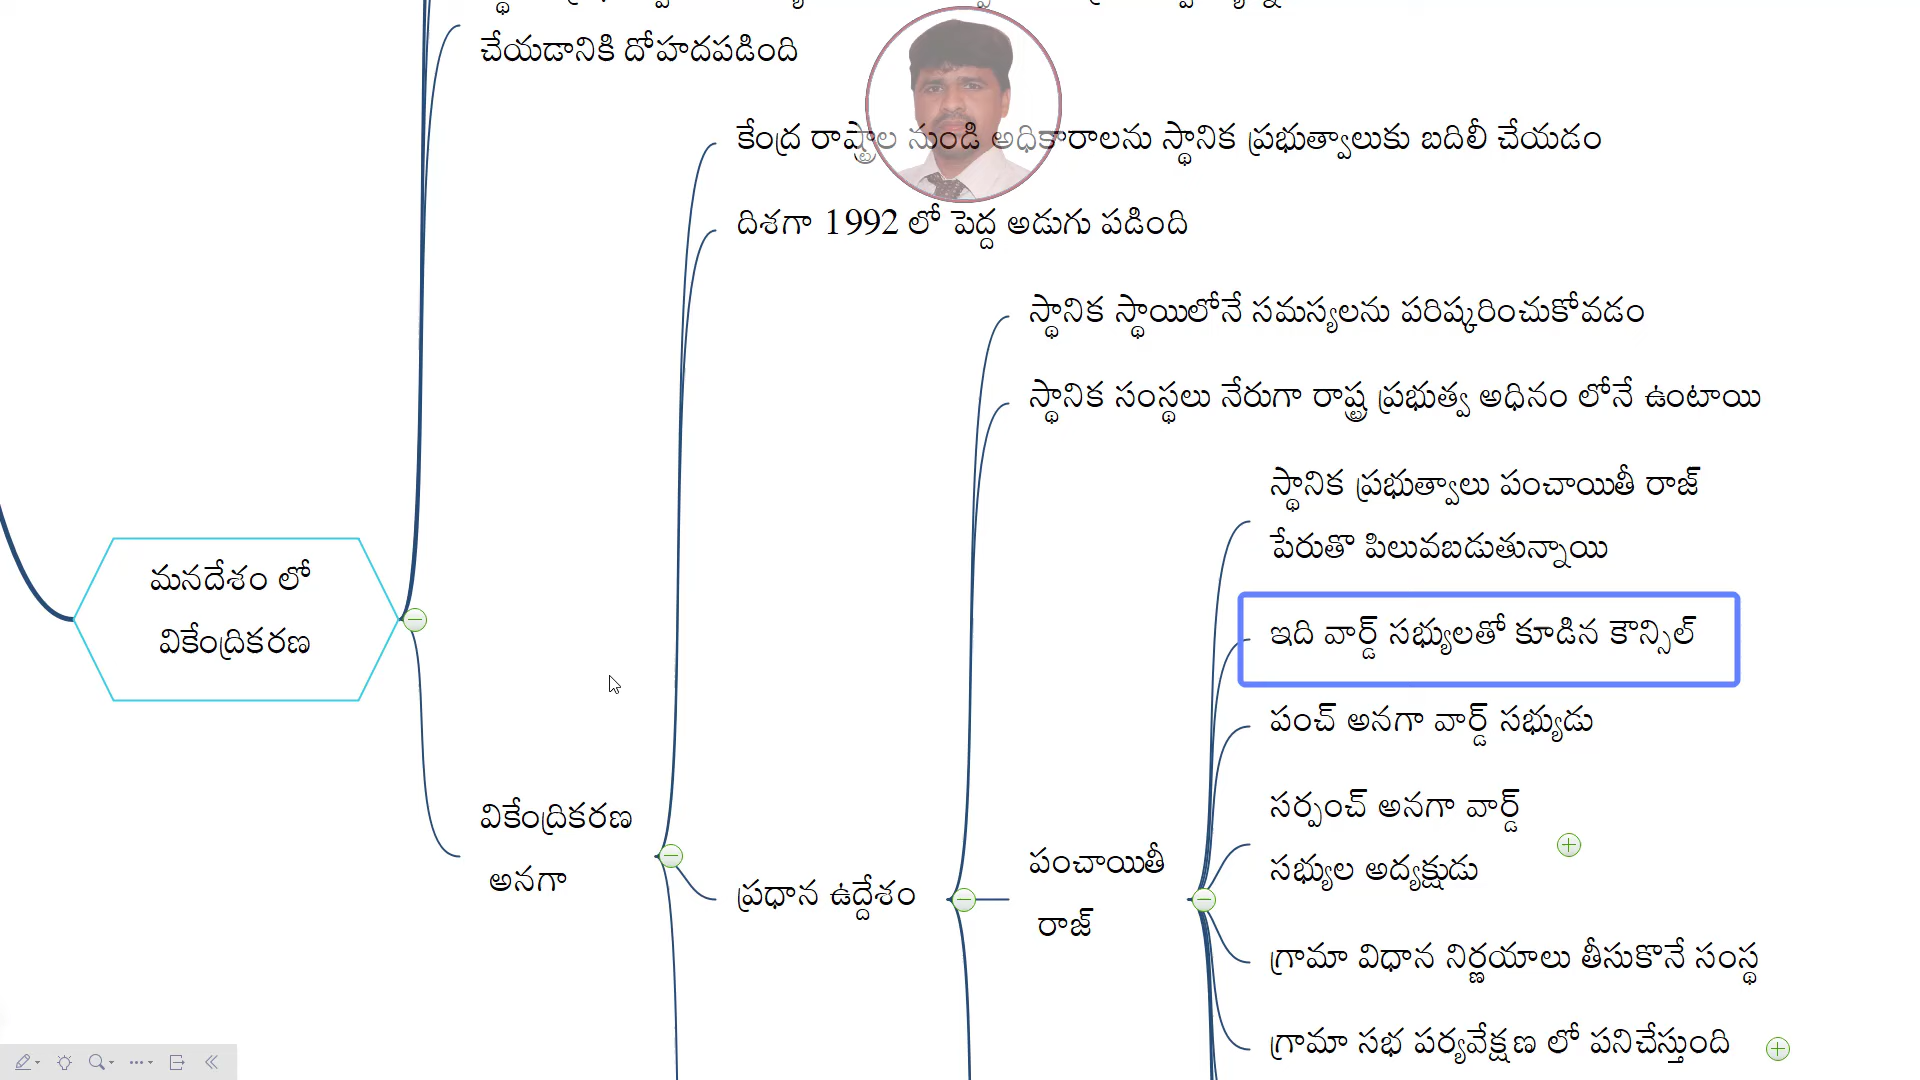 చేయడానికి దోహదపడింది
కేంద్ర రాష్ట్రాల నుండి అధికారాలను స్థానిక ప్రభుత్వాలుకు బదిలీ చేయడం
దిశగా 1992 లో పెద్ద అడుగు పడింది
స్థానిక స్థాయిలోనే సమస్యలను పరిష్కరించుకోవడం
స్థానిక సంస్థలు నేరుగా రాష్ట్ర ప్రభుత్వ అధినం లోనే ఉంటాయి
స్థానిక ప్రభుత్వాలు పంచాయితీ రాజ్
పేరుతొ పిలువబడుతున్నాయి
మనదేశం లో
వికేంద్రికరణ
ఇది వార్డ్ సభ్యులతో కూడిన కౌన్సిల్
పంచ్ అనగా వార్డ్ సభ్యుడు
సర్పంచ్ అనగా వార్డ్
సభ్యుల అద్యక్షుడు
వికేంద్రికరణ
అనగా
ప్రధాన ఉద్దేశం
పంచాయితీ
రాజ్
గ్రామా విధాన నిర్ణయాలు తీసుకొనే సంస్థ
గ్రామా సభ పర్యవేక్షణ లో పనిచేస్తుంది